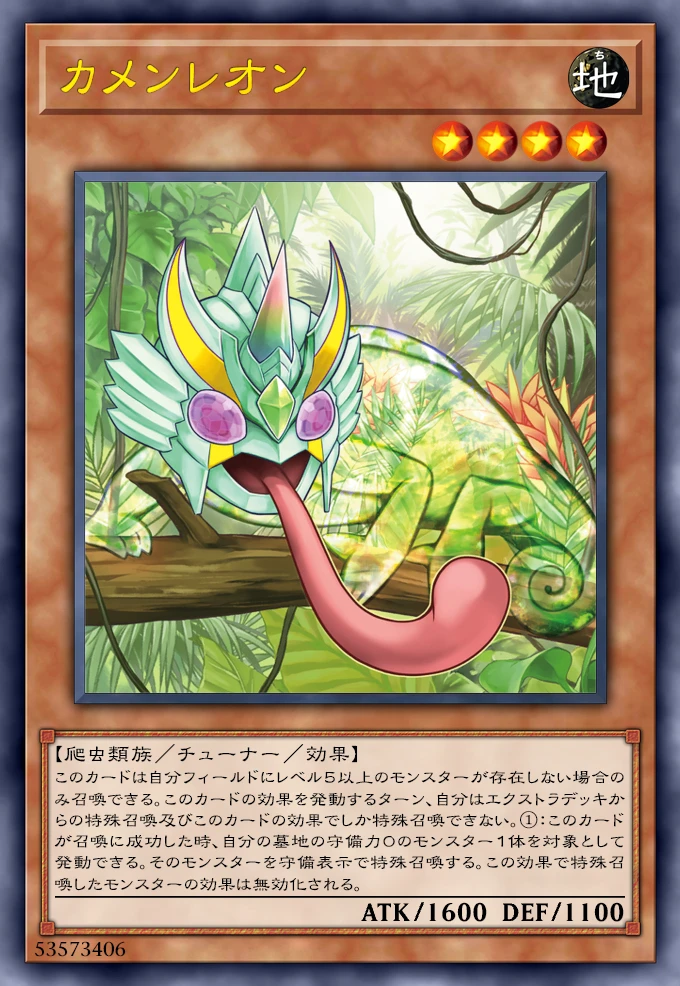 カメンレオン
ち
地
【爬虫類族／チューナー／効果】
このカードは自分フィールドにレベル５以上のモンスターが存在しない場合の
み召喚できる。このカードの効果を発動するターン、自分はエクストラデッキか
らの特殊召喚及びこのカードの効果でしか特殊召喚できない。①：このカード
が召喚に成功した時、自分の墓地の守備力０のモンスター１体を対象として
発動できる。そのモンスターを守備表示で特殊召喚する。この効果で特殊召
喚したモンスターの効果は無効化される。
ATK/1600 DEF/1100
53573406